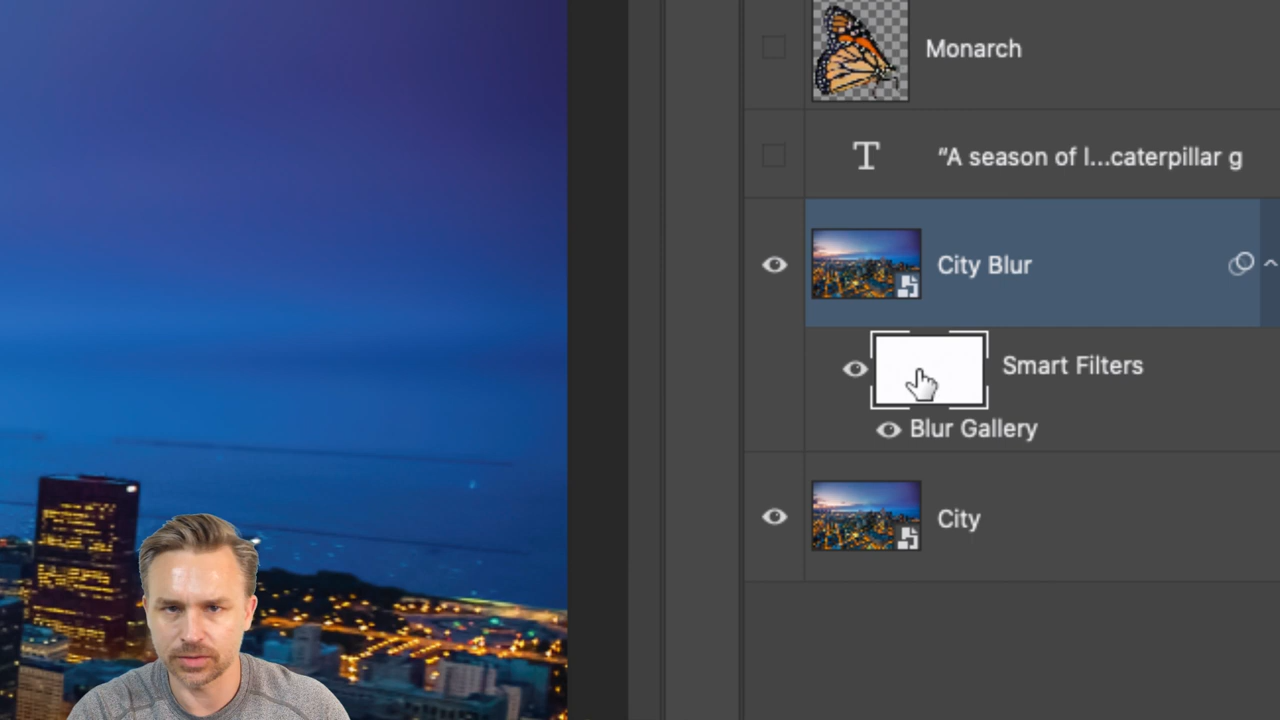 Monarch
T
“A season of l...caterpillar g
City Blur
Smart Filters
Blur Gallery
City